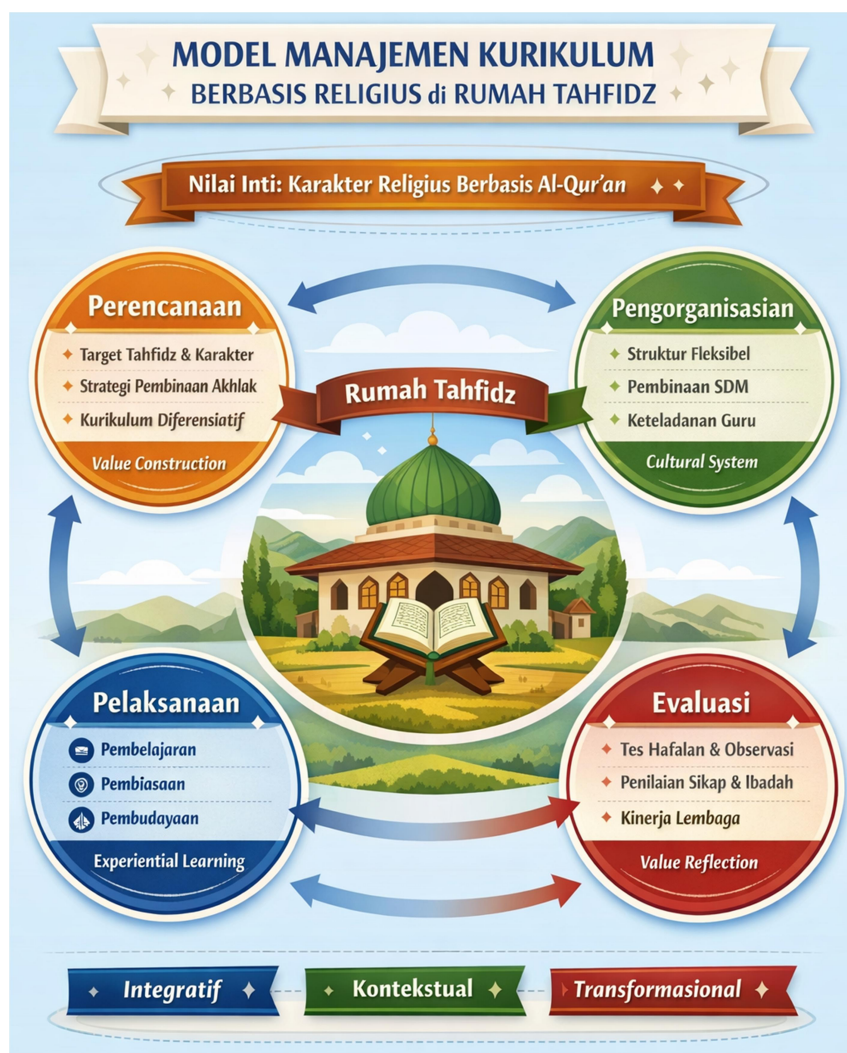 MODEL MANAJEMEN KURIKULUM
BERBASIS RELIGIUS di RUMAH TAHFIDZ
Nilai Inti: Karakter Religius Berbasis Al-Qur'an
Perencanaan
Target Tahfidz & Karakter
Strategi Pembinaan Akhlak
Kurikulum Diferensiatif
Value Construction
Pengorganisasian
Struktur Fleksibel
Pembinaan SDM
Keteladanan Guru
Cultural System
Rumah Tahfidz
Pelaksanaan
Pembelajaran
Pembiasaan
Pembudayaan
Experiential Learning
Evaluasi
Tes Hafalan & Observasi
Penilaian Sikap & Ibadah
Kinerja Lembaga
Value Reflection
Integratif
Kontekstual
Transformasional